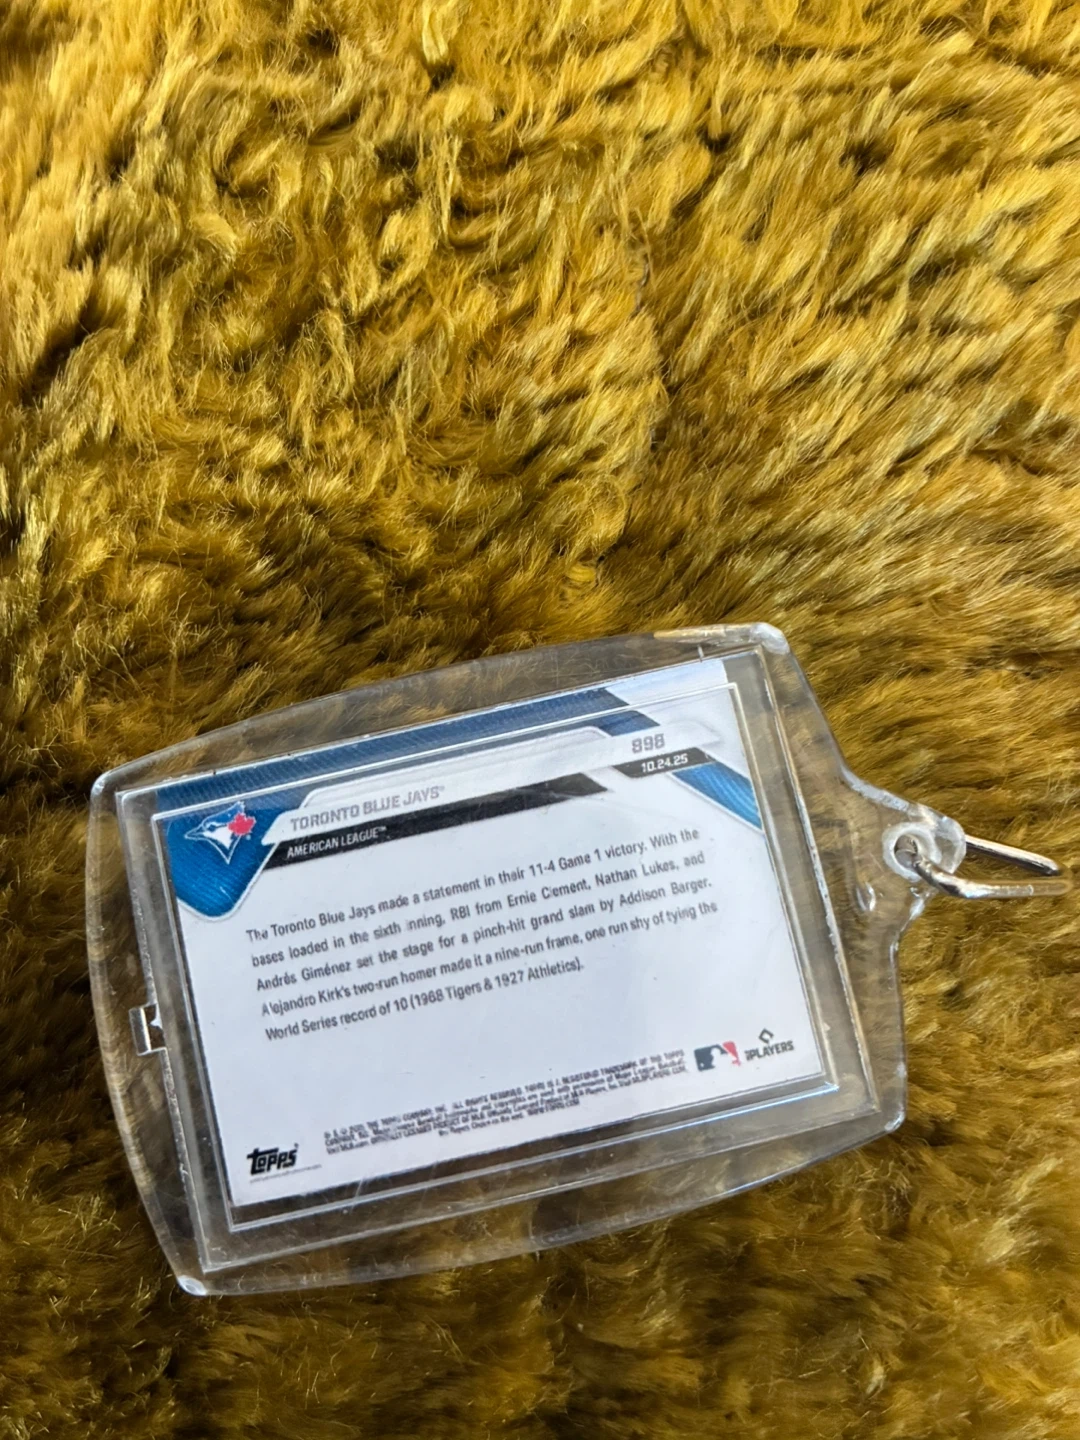 898
10.24.25
TORONTO BLUE JAYS
AMERICAN LEAGUE™
The Toronto Blue Jays made a statement in their 11-4 Game 1 victory. With the
bases loaded in the sixth inning, RBI from Ernie Clement, Nathan Lukes, and
Andrés Giménez set the stage for a pinch-hit grand slam by Addison Barger.
Alejandro Kirk's two-run homer made it a nine-run frame, one run shy of tying the
World Series record of 10 (1968 Tigers & 1927 Athletics).
PLAYERS
topps